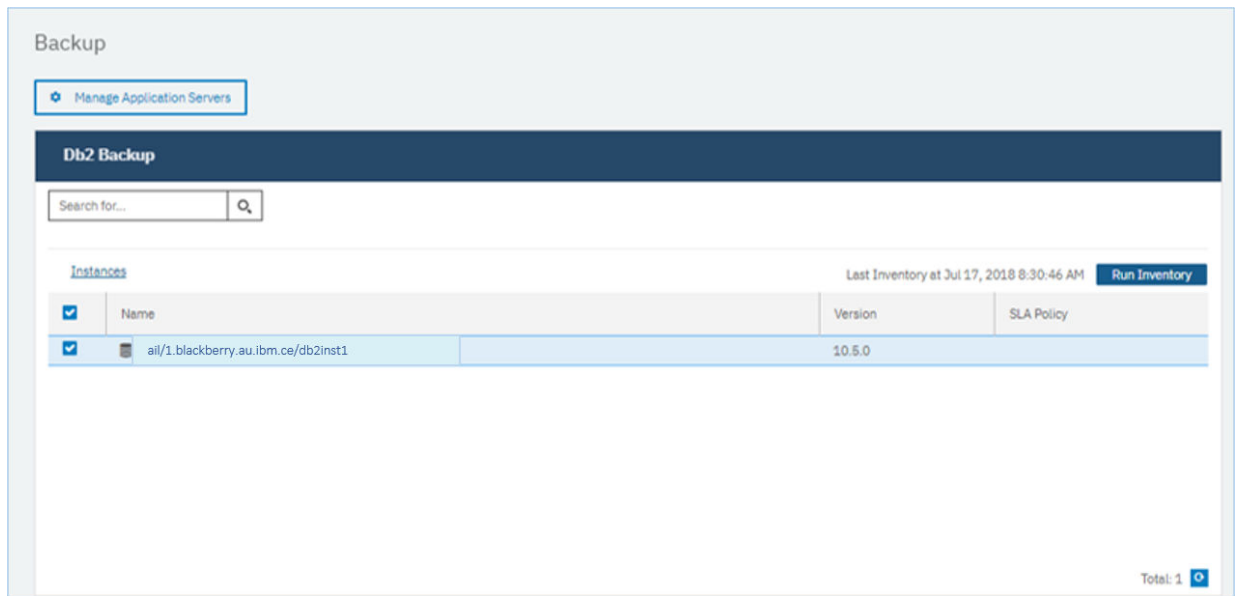 Backup
Manage Application Servers
Db2 Backup
Search for...
Instances Last Inventory at Jul 17, 2018 8:30:46 AM Run Inventory
Name Version SLA Policy
ail/1.blackberry.au.ibm.ce/db2inst1 10.5.0
Total: 1